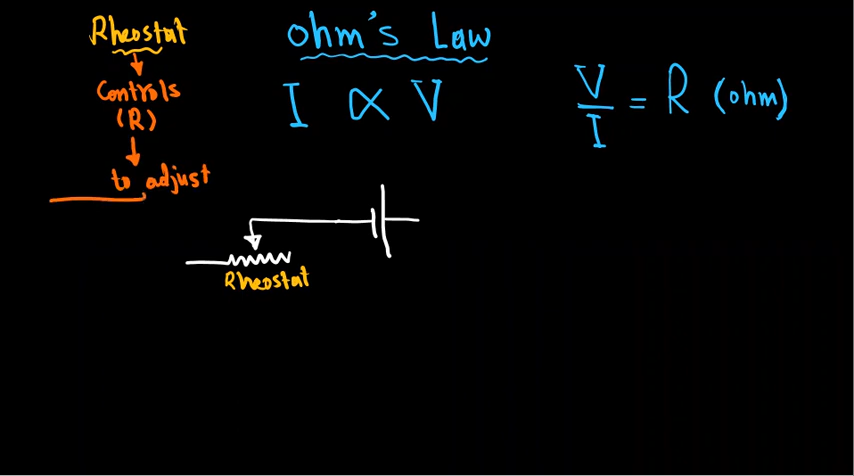 Rheostat
Controls
(R)
to adjust
ohm's Law
I ∝ V
V/I = R (ohm)
Rheostat